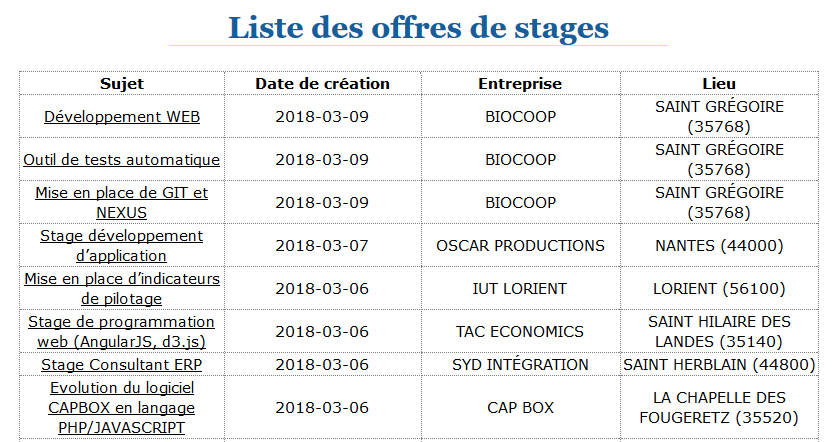 Liste des offres de stages
Sujet Date de création Entreprise Lieu
Développement WEB 2018-03-09 BIOCOOP SAINT GRÉGOIRE
(35768)
Outil de tests automatique 2018-03-09 BIOCOOP SAINT GRÉGOIRE
(35768)
Mise en place de GIT et
NEXUS 2018-03-09 BIOCOOP SAINT GRÉGOIRE
(35768)
Stage développement
d’application 2018-03-07 OSCAR PRODUCTIONS NANTES (44000)
Mise en place d’indicateurs
de pilotage 2018-03-06 IUT LORIENT LORIENT (56100)
Stage de programmation
web (AngularJS, d3.js) 2018-03-06 TAC ECONOMICS SAINT HILAIRE DES
LANDES (35140)
Stage Consultant ERP 2018-03-06 SYD INTÉGRATION SAINT HERBLAIN (44800)
Evolution du logiciel
CAPBOX en langage
PHP/JAVASCRIPT 2018-03-06 CAP BOX LA CHAPELLE DES
FOUGERETZ (35520)